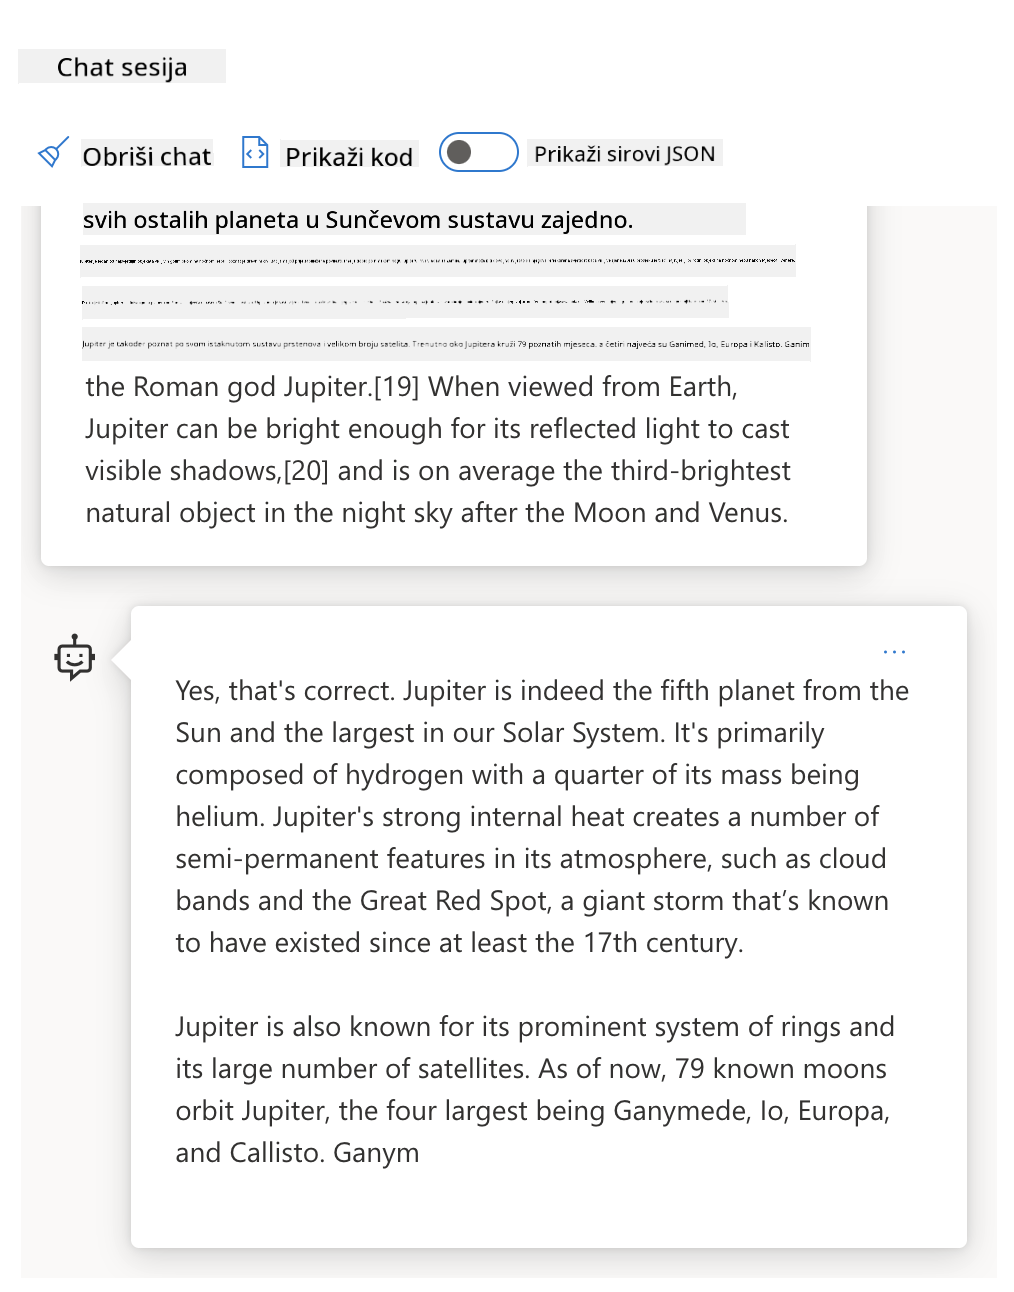 Chat sesija
Obriši chat
Prikaži kod
Prikaži sirovi JSON
svih ostalih planeta u Sunčevom sustavu zajedno.
Jupiter je također poznat po svom istaknutom sustavu prstenova i velikom broju satelita. Trenutno oko Jupitera kruži 79 poznatih mjeseca, a četiri najveća su Ganimed, Io, Europa i Kalisto. Ganim
the Roman god Jupiter.[19] When viewed from Earth,
Jupiter can be bright enough for its reflected light to cast
visible shadows,[20] and is on average the third-brightest
natural object in the night sky after the Moon and Venus.
...
Yes, that's correct. Jupiter is indeed the fifth planet from the
Sun and the largest in our Solar System. It's primarily
composed of hydrogen with a quarter of its mass being
helium. Jupiter's strong internal heat creates a number of
semi-permanent features in its atmosphere, such as cloud
bands and the Great Red Spot, a giant storm that’s known
to have existed since at least the 17th century.
Jupiter is also known for its prominent system of rings and
its large number of satellites. As of now, 79 known moons
orbit Jupiter, the four largest being Ganymede, Io, Europa,
and Callisto. Ganym